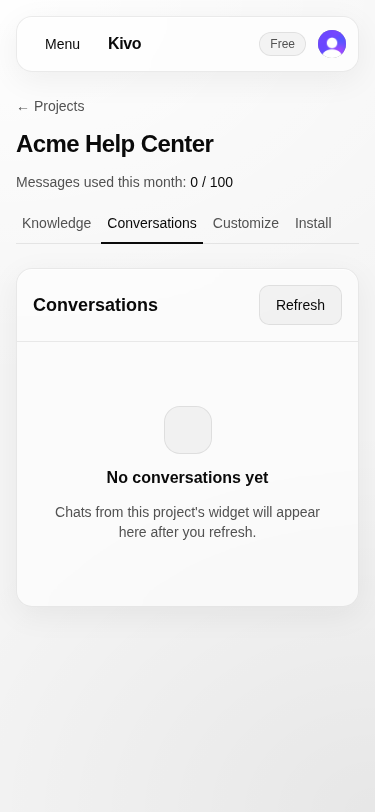 Menu
Kivo
Free
← Projects
Acme Help Center
Messages used this month: 0 / 100
Knowledge
Conversations
Customize
Install
Conversations
Refresh
No conversations yet
Chats from this project's widget will appear
here after you refresh.